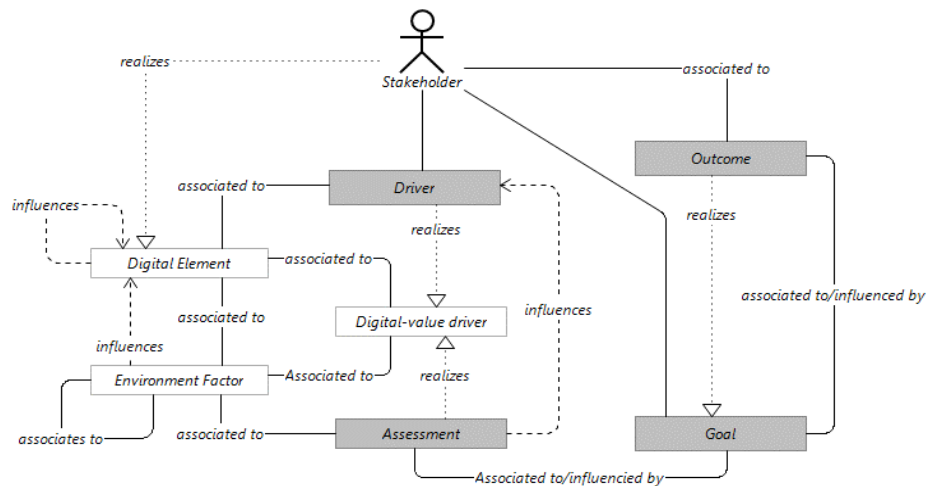 realizes
Stakeholder
associated to
Outcome
associated to
Driver
influences
realizes
realizes
Digital Element
associated to
associated to/influenced by
associated to
Digital-value driver
influences
influences
Environment Factor
Associated to
realizes
associates to
associated to
Assessment
Goal
Associated to/influencied by